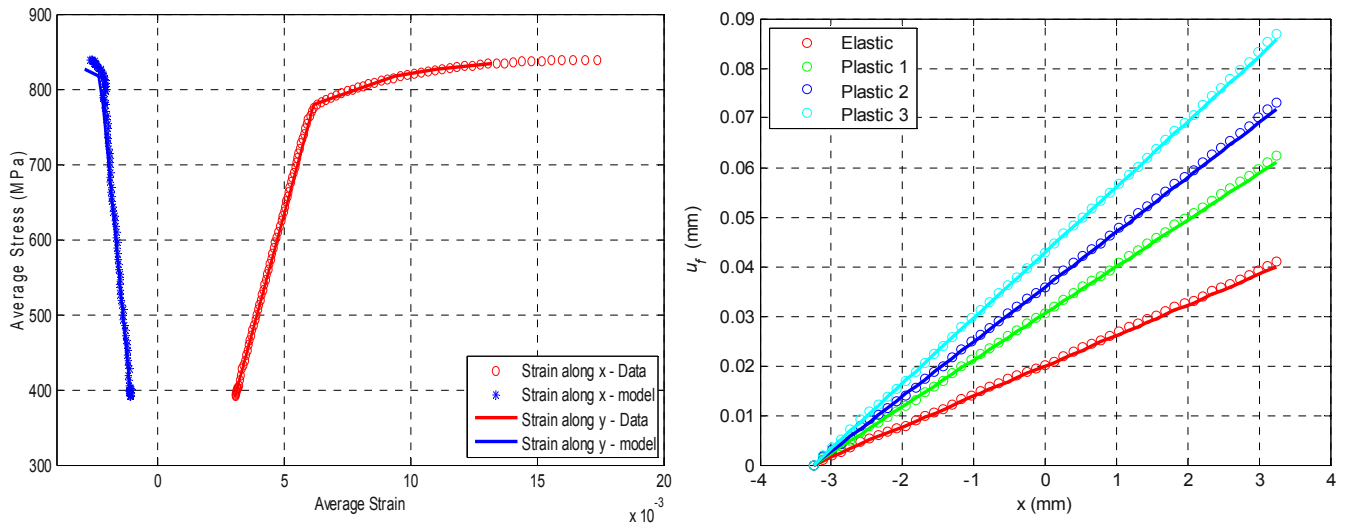 900
800
700
600
500
400
300
Average Stress (MPa)
0
5
10
15
20
x 10⁻³
Average Strain
Strain along x - Data
Strain along x - model
Strain along y - Data
Strain along y - model
0.09
0.08
0.07
0.06
0.05
0.04
0.03
0.02
0.01
0
u_f (mm)
-4
-3
-2
-1
0
1
2
3
4
x (mm)
Elastic
Plastic 1
Plastic 2
Plastic 3